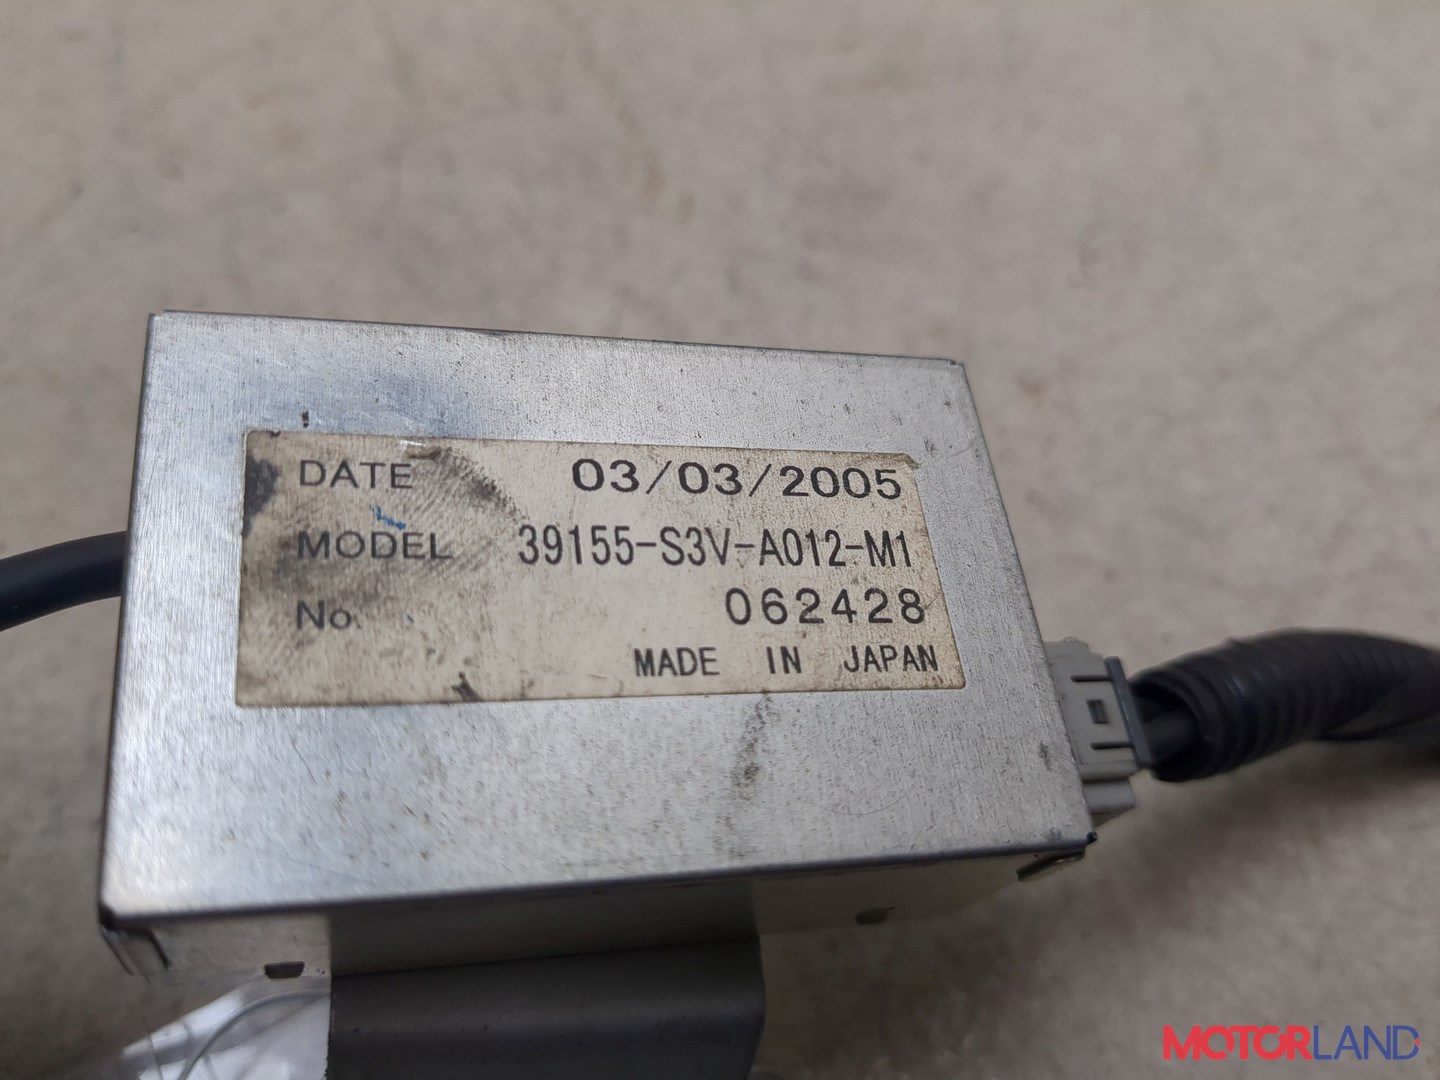 DATE 03/03/2005
MODEL 39155-S3V-A012-M1
No. 062428
MADE IN JAPAN
MOTORLAND